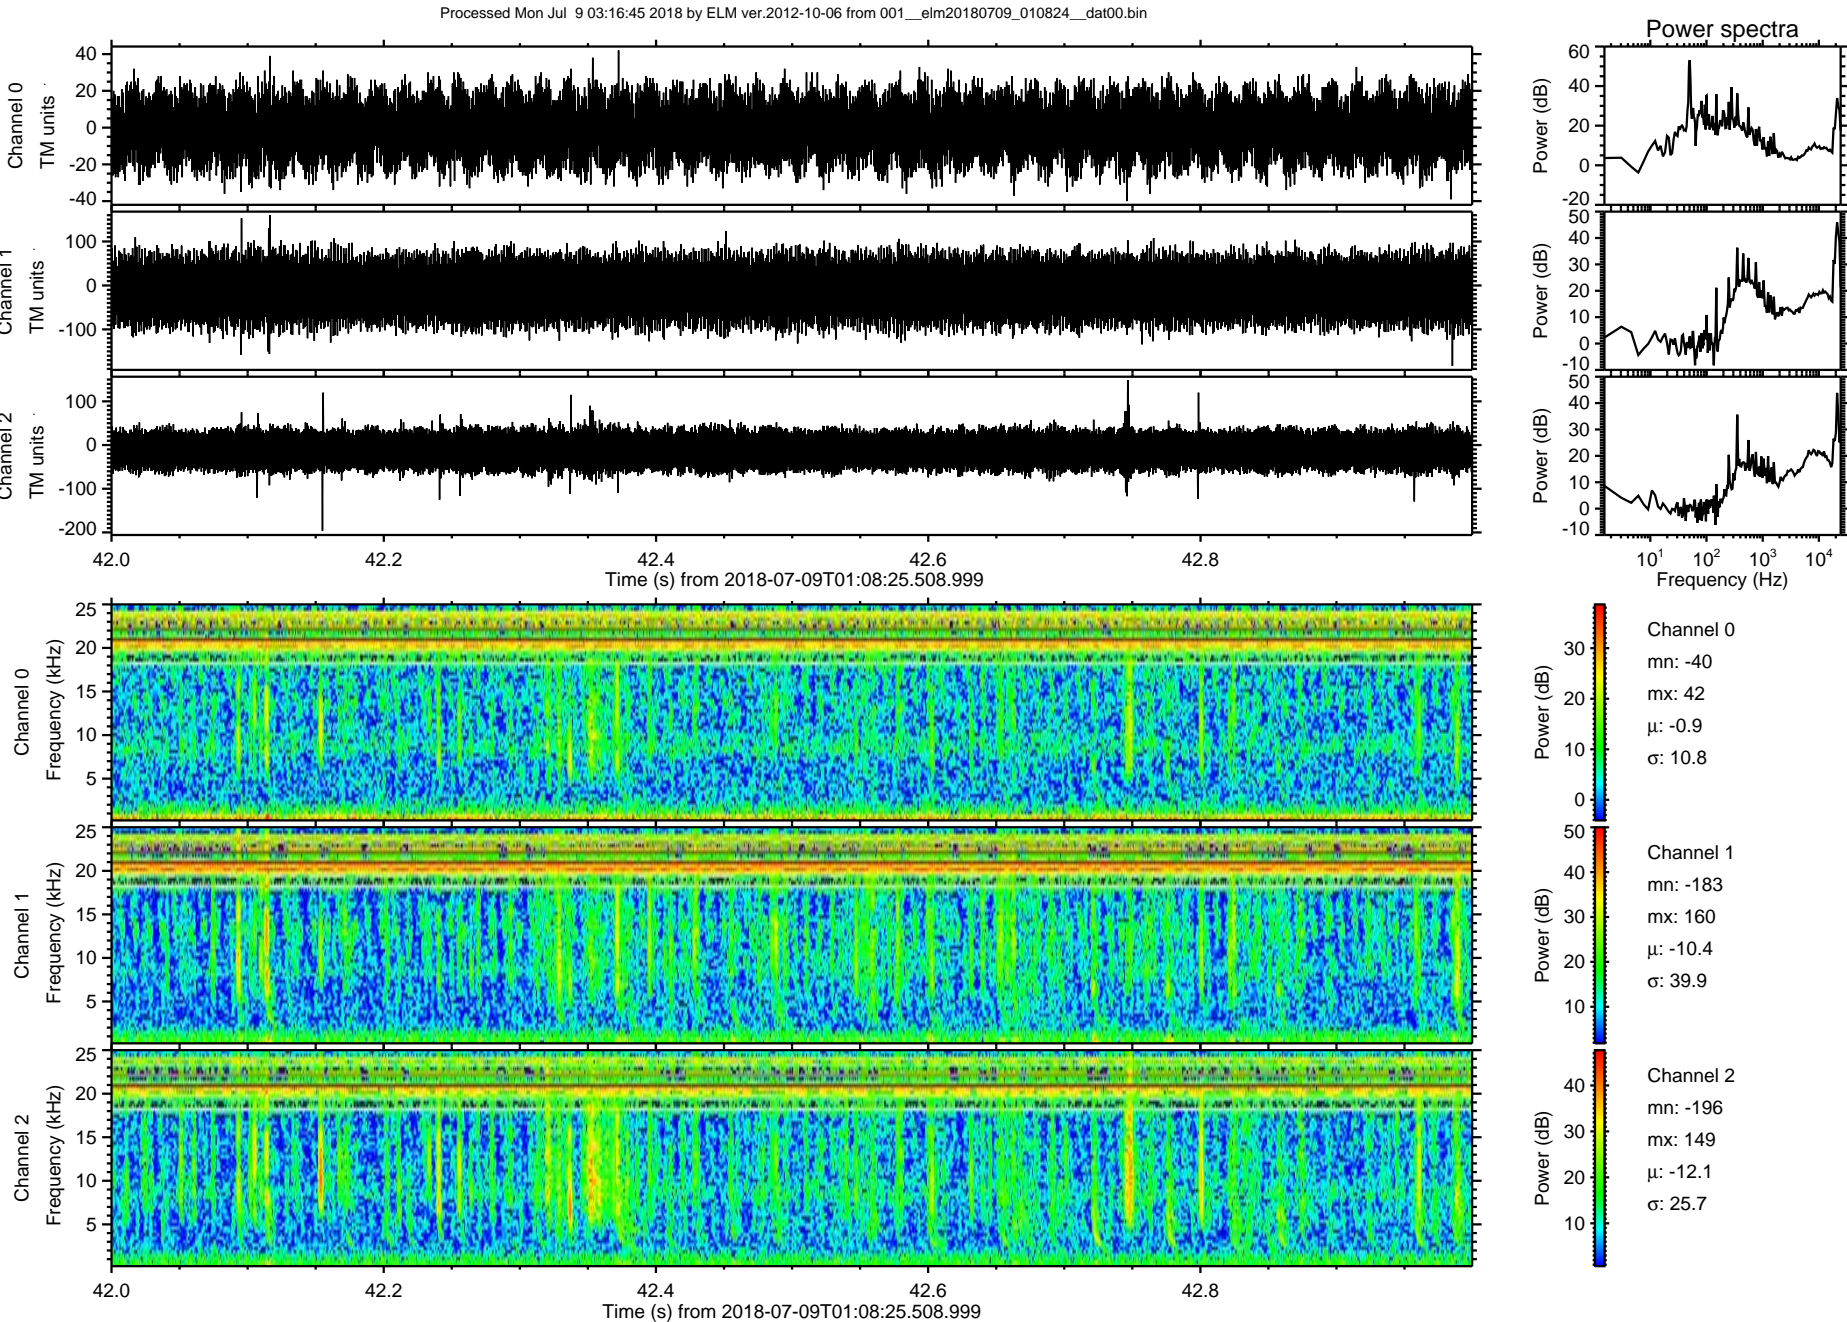 Processed Mon Jul  9 03:16:45 2018 by ELM ver.2012-10-06 from 001__elm20180709_010824__dat00.bin
Power spectra
Channel 0
TM units
40
20
0
-20
-40
Power (dB)
60
40
20
0
-20
Channel 1
TM units
100
0
-100
Power (dB)
50
40
30
20
10
0
-10
Channel 2
TM units
100
0
-100
-200
Power (dB)
50
40
30
20
10
0
-10
42.0 42.2 42.4 42.6 42.8
Time (s) from 2018-07-09T01:08:25.508.999
10^1 10^2 10^3 10^4
Frequency (Hz)
Channel 0
Frequency (kHz)
25
20
15
10
5
Power (dB)
30
20
10
0
Channel 0
mn: -40
mx: 42
µ: -0.9
σ: 10.8
Channel 1
Frequency (kHz)
25
20
15
10
5
Power (dB)
50
40
30
20
10
Channel 1
mn: -183
mx: 160
µ: -10.4
σ: 39.9
Channel 2
Frequency (kHz)
25
20
15
10
5
Power (dB)
40
30
20
10
Channel 2
mn: -196
mx: 149
µ: -12.1
σ: 25.7
42.0 42.2 42.4 42.6 42.8
Time (s) from 2018-07-09T01:08:25.508.999